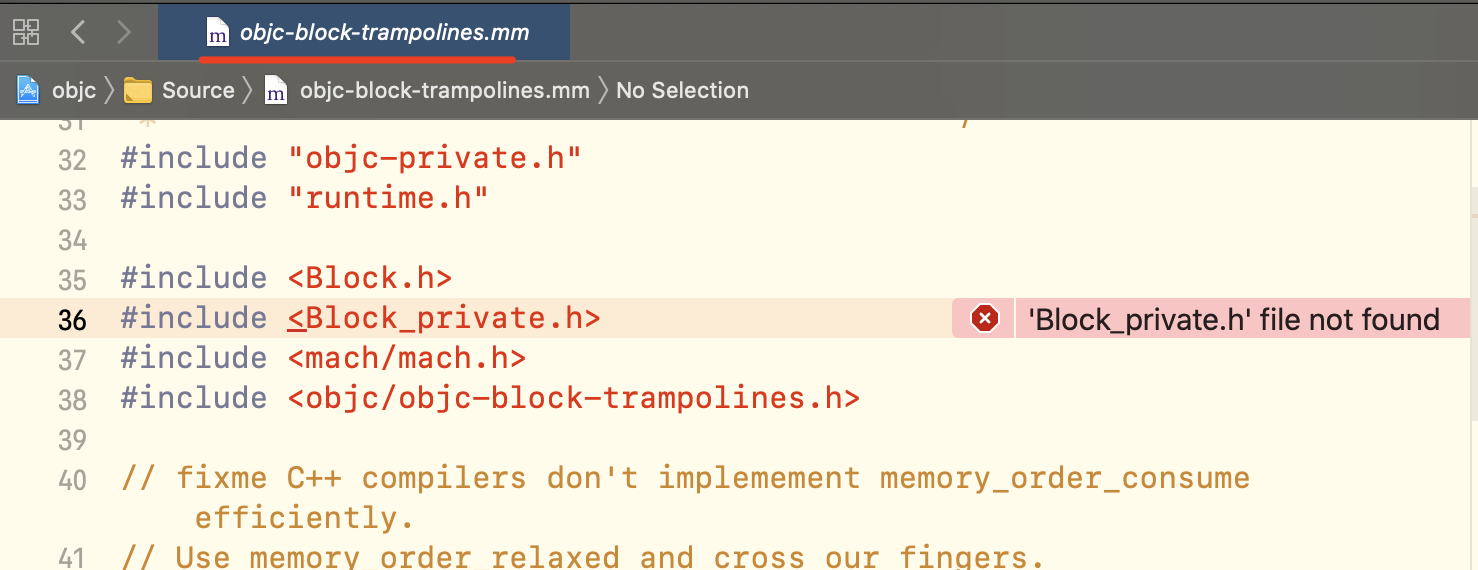 objc-block-trampolines.mm
objc Source objc-block-trampolines.mm No Selection
31 * /
32 #include "objc-private.h"
33 #include "runtime.h"
34
35 #include <Block.h>
36 #include <Block_private.h> 'Block_private.h' file not found
37 #include <mach/mach.h>
38 #include <objc/objc-block-trampolines.h>
39
40 // fixme C++ compilers don't implemement memory_order_consume
efficiently.
41 // Use memory_order_relaxed and cross our fingers.